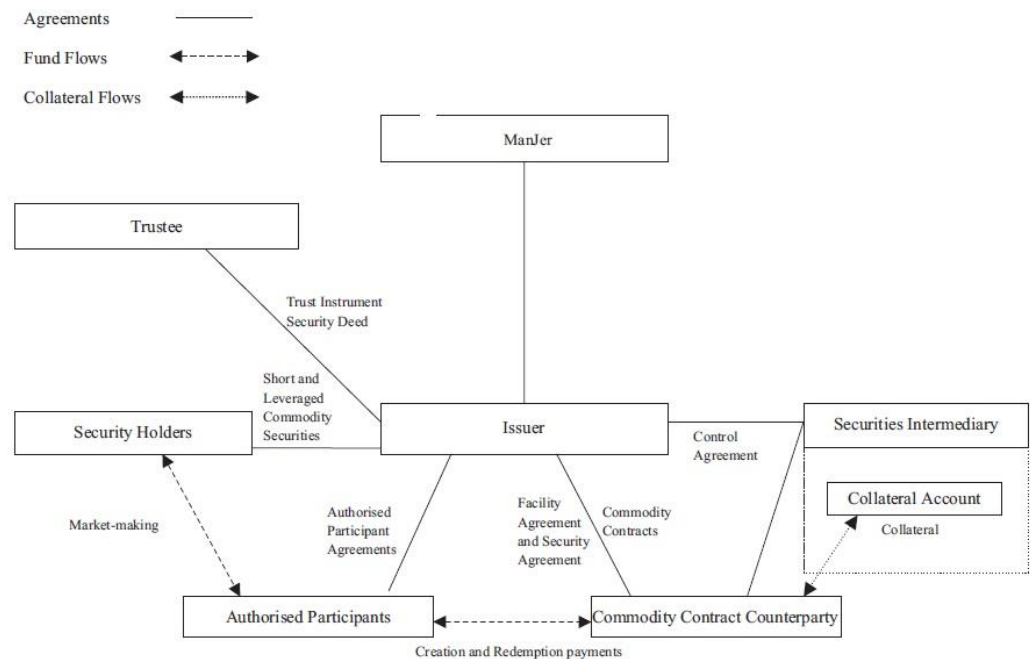 Agreements
Fund Flows
Collateral Flows
ManJer
Trustee
Trust Instrument
Security Deed
Short and
Leveraged
Commodity
Securities
Security Holders
Issuer
Securities Intermediary
Control
Agreement
Collateral Account
Collateral
Market-making
Authorised
Participant
Agreements
Facility
Agreement
and Security
Agreement
Commodity
Contracts
Authorised Participants
Commodity Contract Counterparty
Creation and Redemption payments